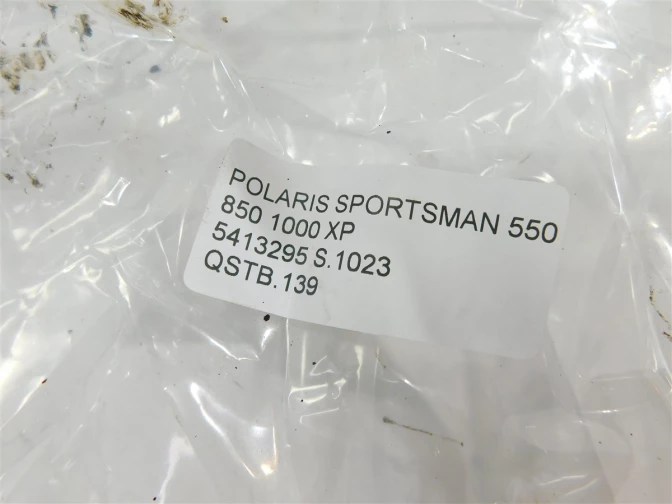 POLARIS SPORTSMAN 550
850 1000 XP
5413295 S.1023
QSTB.139